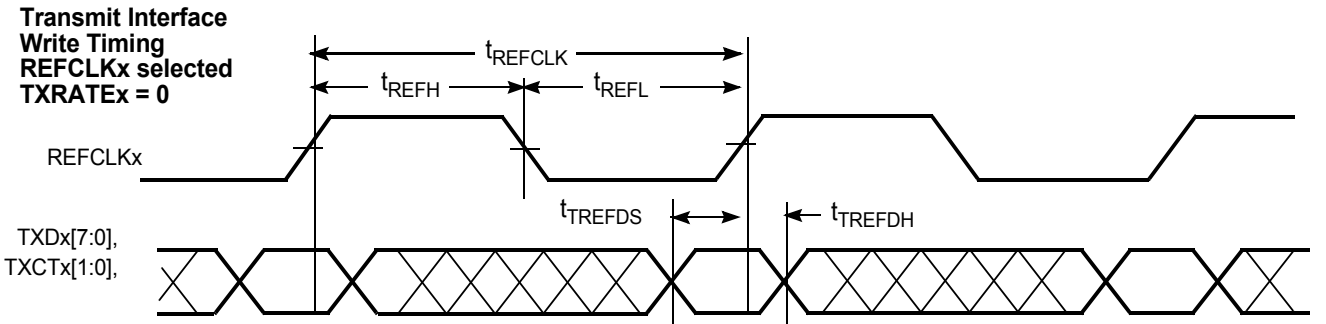 Transmit Interface
Write Timing
REFCLKx selected
TXRATEx = 0
tREFCLK
tREFH
tREFL
REFCLKx
tTREFDS
tTREFDH
TXDx[7:0],
TXCTx[1:0],